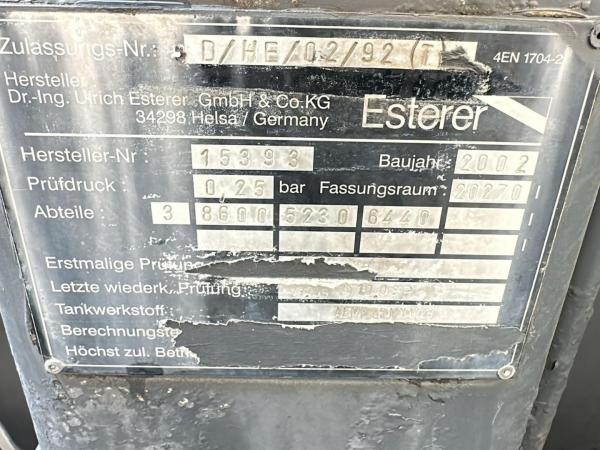 Zulassungs-Nr.: D/HE/02/92 (T) 4EN 1704-2
Hersteller
Dr.-Ing. Ulrich Esterer GmbH & Co.KG
34298 Helsa / Germany Esterer
Hersteller-Nr : 15393 Baujahr: 2002
Prüfdruck : 0,25 bar Fassungsraum : 20270 l
Abteile : 3 8600 5230 6440 l
l
Erstmalige Prüfung
Letzte wiederk. Prüfung :
Tankwerkstoff :
Berechnungste
Höchst zul. Betr